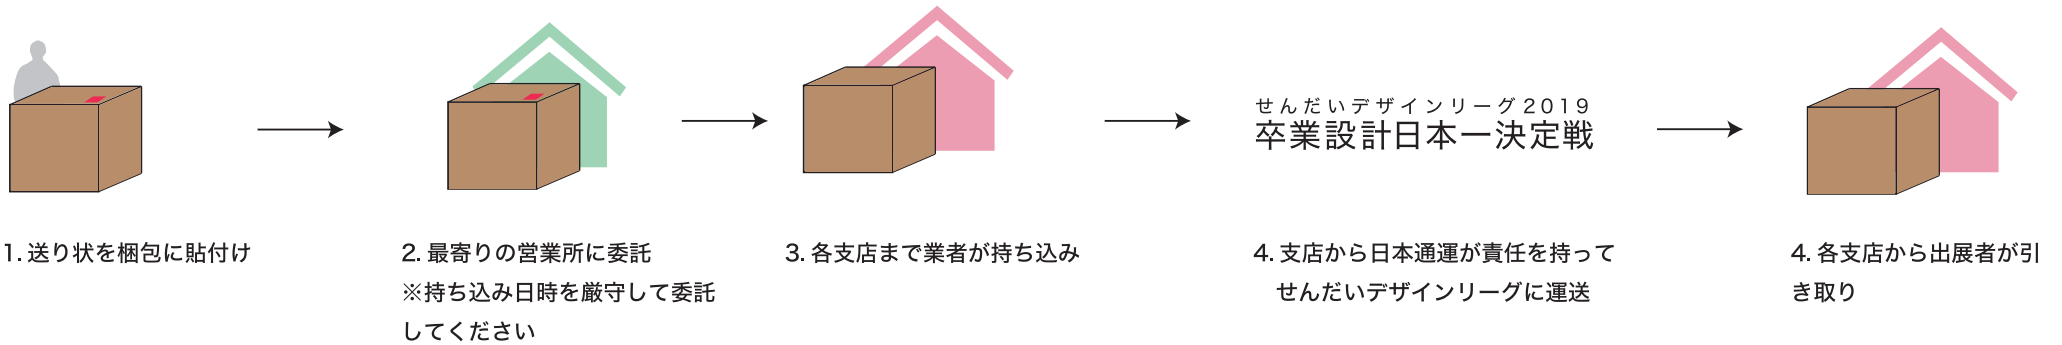 せんだいデザインリーグ2019
卒業設計日本一決定戦
1. 送り状を梱包に貼付け
2. 最寄りの営業所に委託
※持ち込み日時を厳守して委託
してください
3. 各支店まで業者が持ち込み
4. 支店から日本通運が責任を持って
せんだいデザインリーグに運送
4. 各支店から出展者が引
き取り